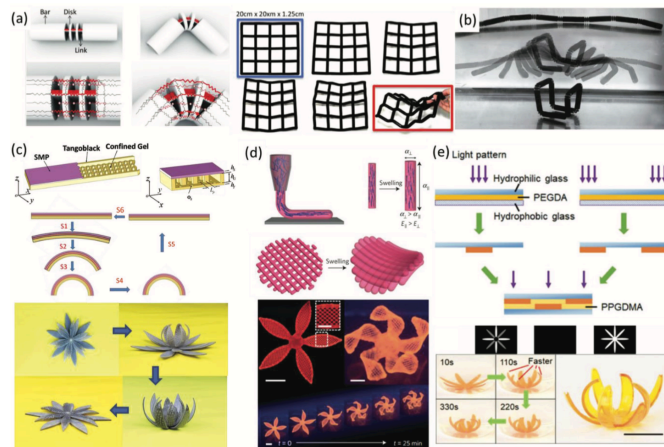 (a)
Bar
Disk
Link
20cm x 20xm x 1.25cm
(b)
(c)
SMP
Tangoblack
Confined Gel
z
y
x
z
y
x
S6
S1
S2
S3
S4
S5
(d)
Swelling
Swelling
t = 0
t = 25 min
(e)
Light pattern
Hydrophilic glass
PEGDA
Hydrophobic glass
PPGDMA
10s
110s
Faster
330s
220s